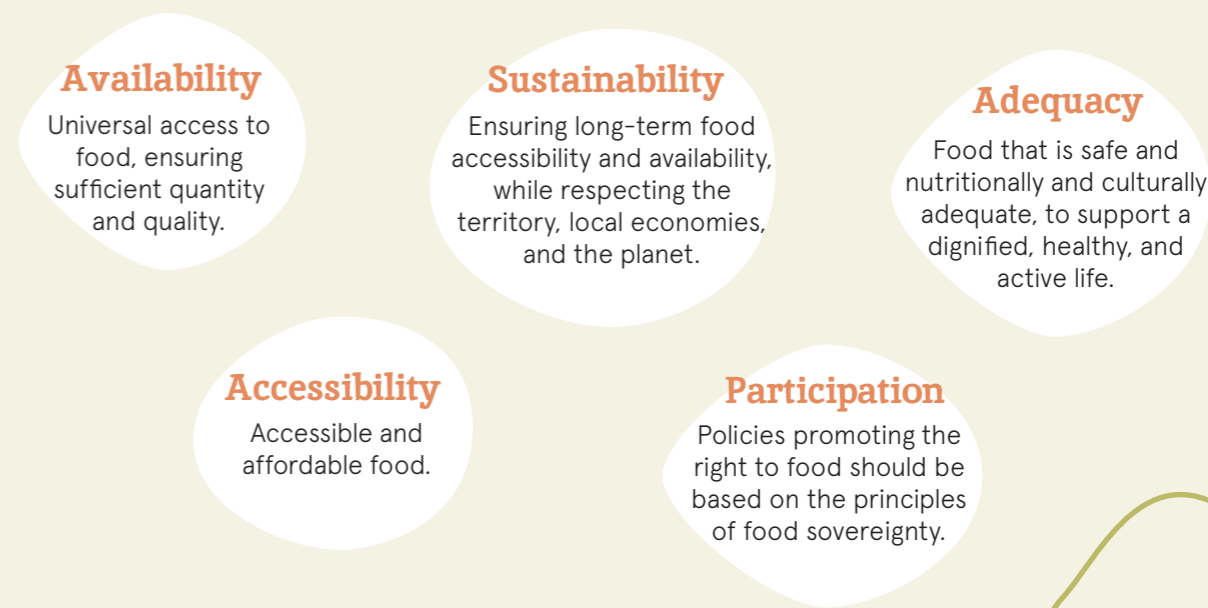 Availability
Universal access to
food, ensuring
sufficient quantity
and quality.
Sustainability
Ensuring long-term food
accessibility and availability,
while respecting the
territory, local economies,
and the planet.
Adequacy
Food that is safe and
nutritionally and culturally
adequate, to support a
dignified, healthy, and
active life.
Accessibility
Accessible and
affordable food.
Participation
Policies promoting the
right to food should be
based on the principles
of food sovereignty.